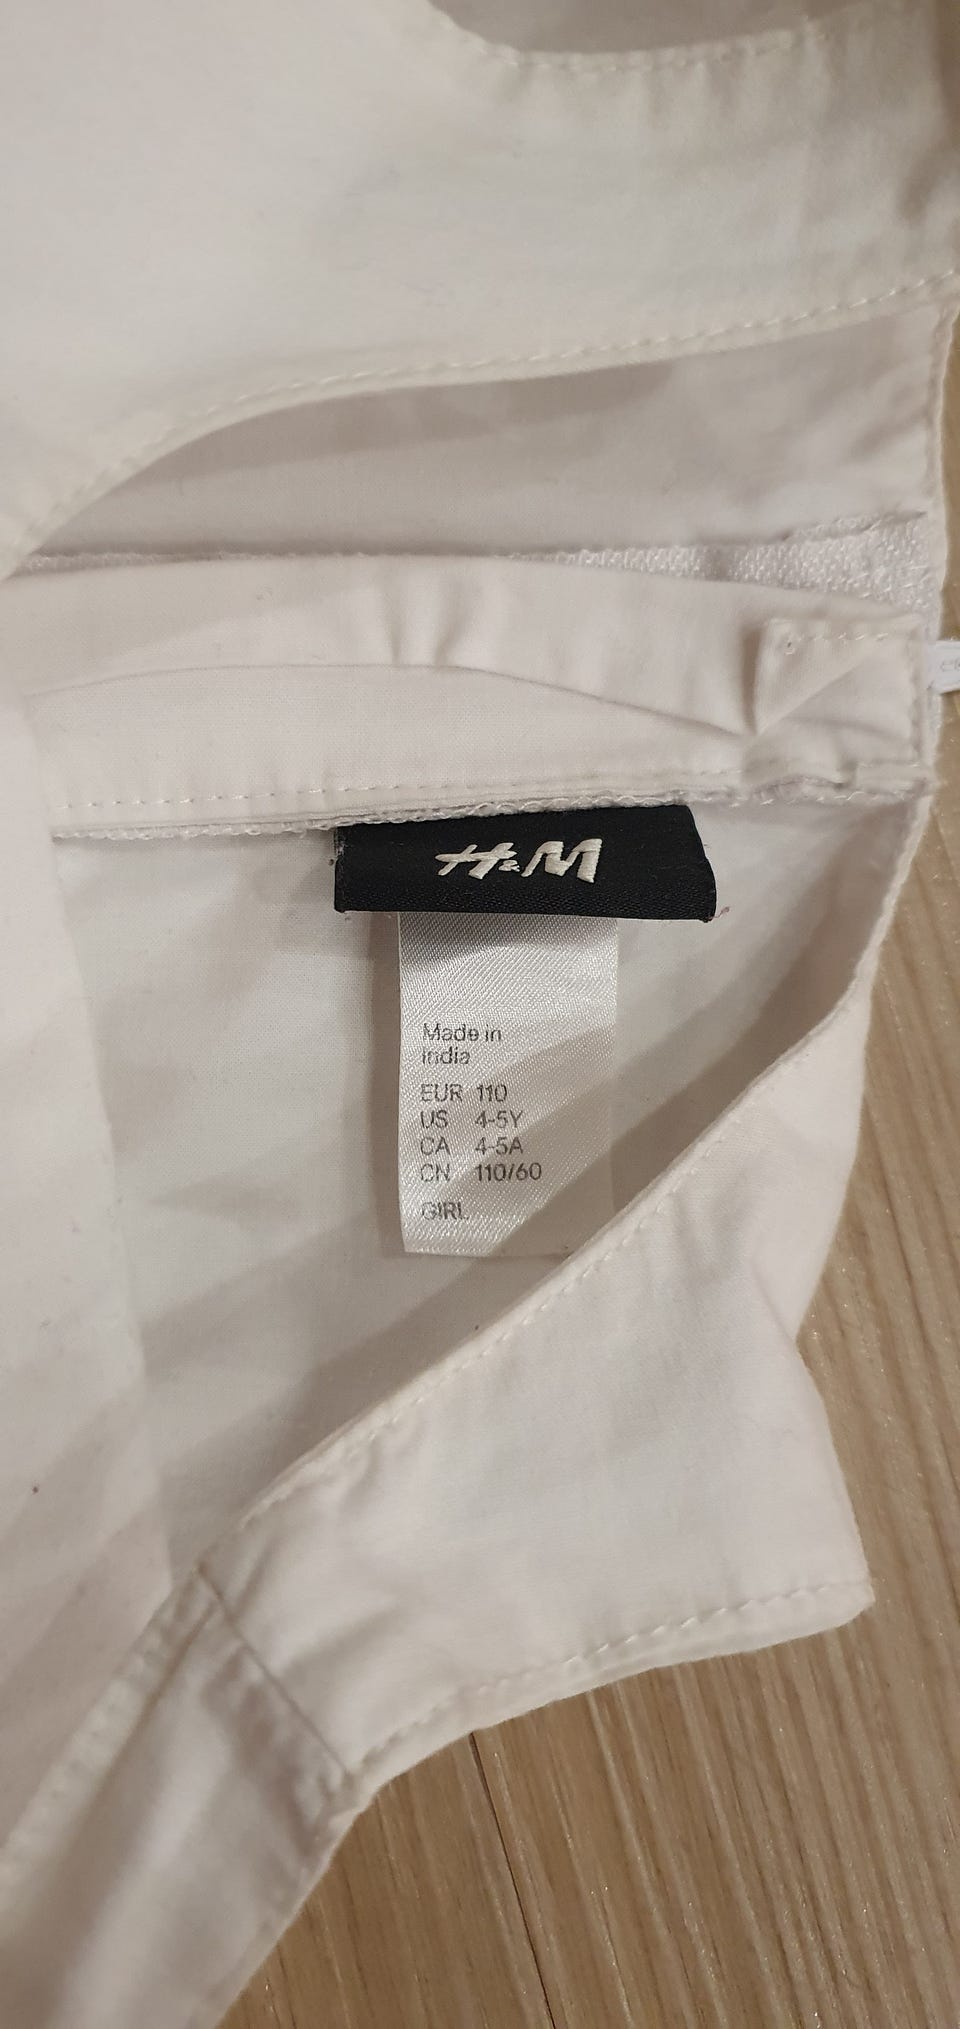 H&M
Made in
India
EUR 110
US 4-5Y
CA 4-5A
CN 110/60
GIRL